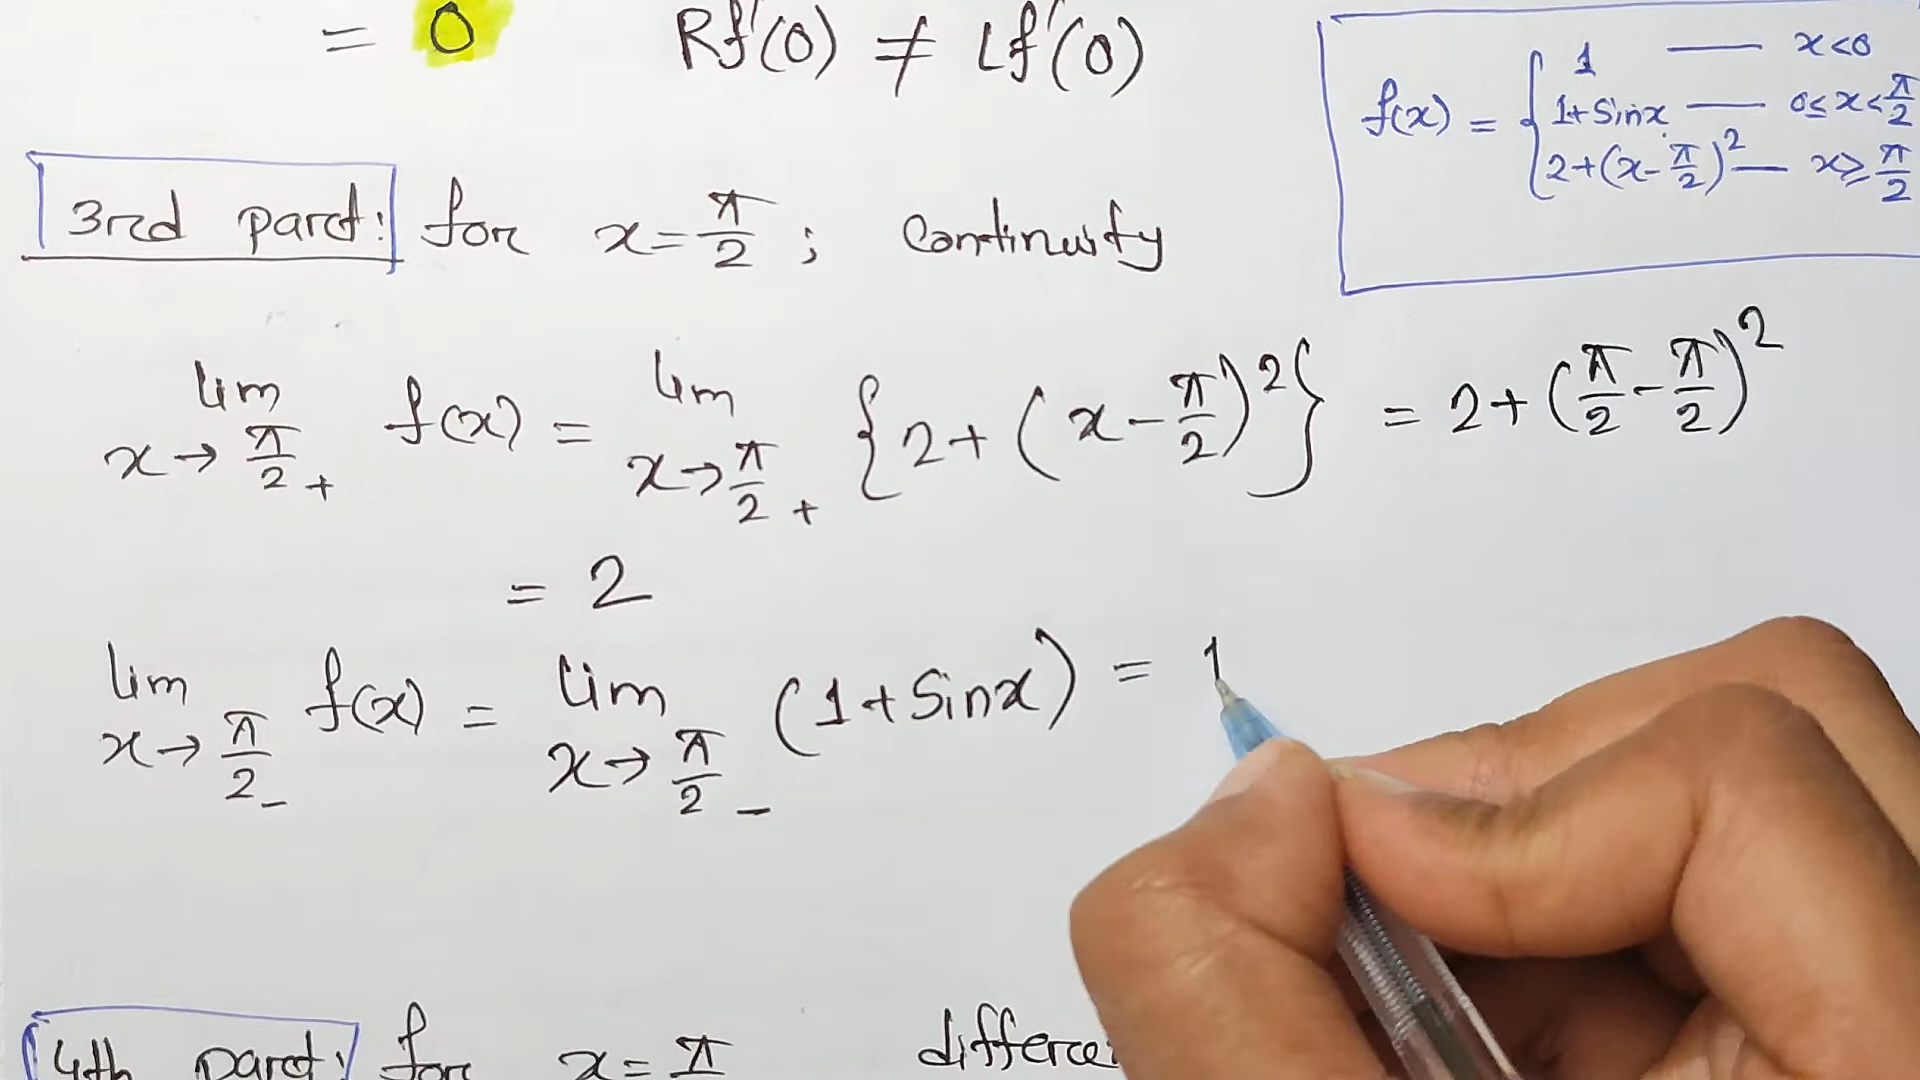 = 0 Rf'(0) ≠ Lf'(0)
f(x) = { 1 — x<0
1+Sinx — 0≤x<π/2
2+(x-π/2)² — x≥π/2
3rd part: for x=π/2 ; continuity
lim x→π/2+ f(x) = lim x→π/2+ {2+(x-π/2)²} = 2+(π/2-π/2)²
= 2
lim x→π/2- f(x) = lim x→π/2- (1+Sinx) = 1
4th part: for x=π